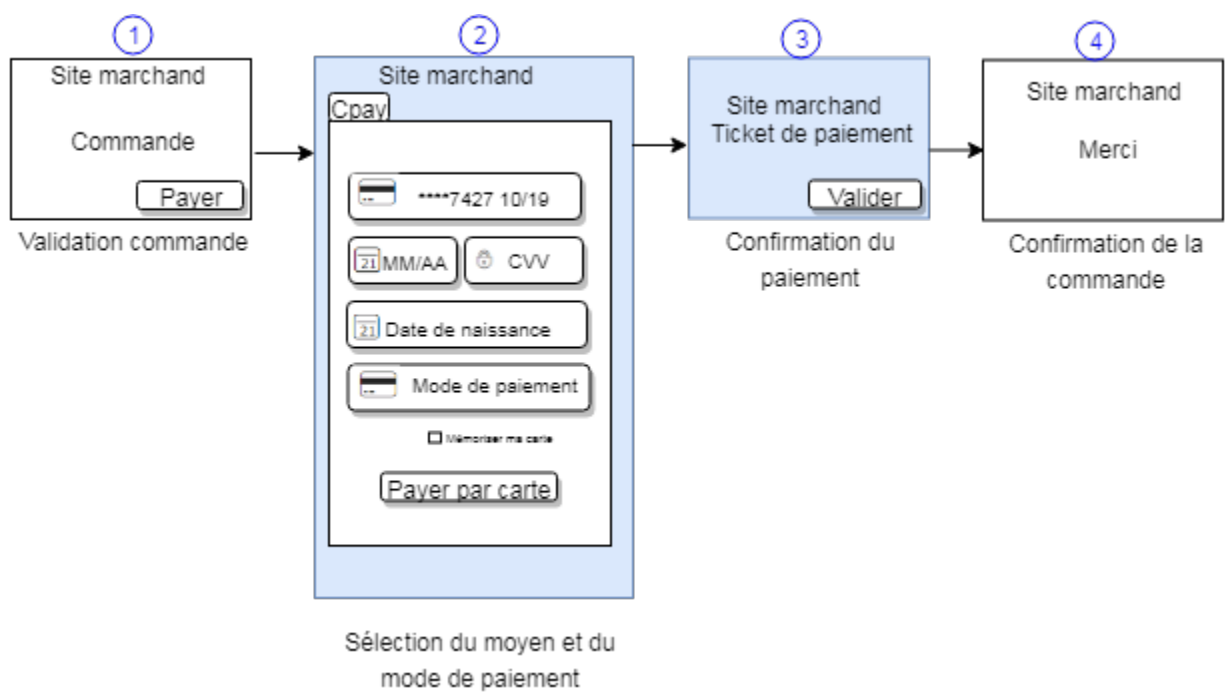 1
Site marchand
Commande
Payer
Validation commande
2
Site marchand
Cpay
****7427 10/19
21 MM/AA
CVV
21 Date de naissance
Mode de paiement
Mémoriser ma carte
Payer par carte
Sélection du moyen et du
mode de paiement
3
Site marchand
Ticket de paiement
Valider
Confirmation du
paiement
4
Site marchand
Merci
Confirmation de la
commande